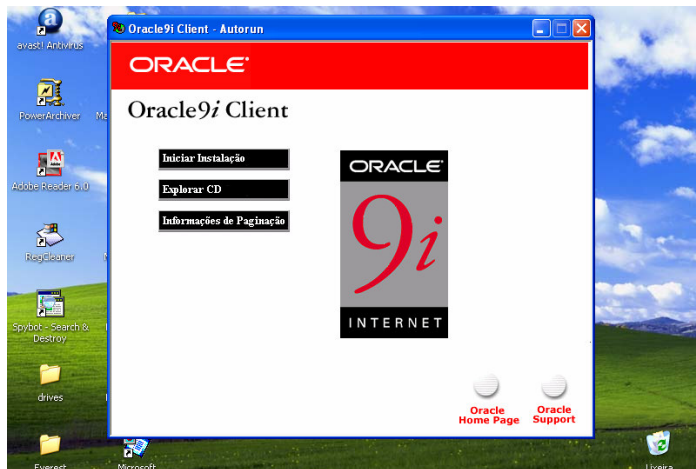 avast! Antivirus
PowerArchiver
Adobe Reader 6.0
RegCleaner
Spybot - Search &
Destroy
drives
Everest
Microsoft
Lixeira
Oracle9i Client - Autorun
ORACLE
Oracle9i Client
Iniciar Instalação
Explorar CD
Informações de Paginação
ORACLE
9i
INTERNET
Oracle
Home Page
Oracle
Support